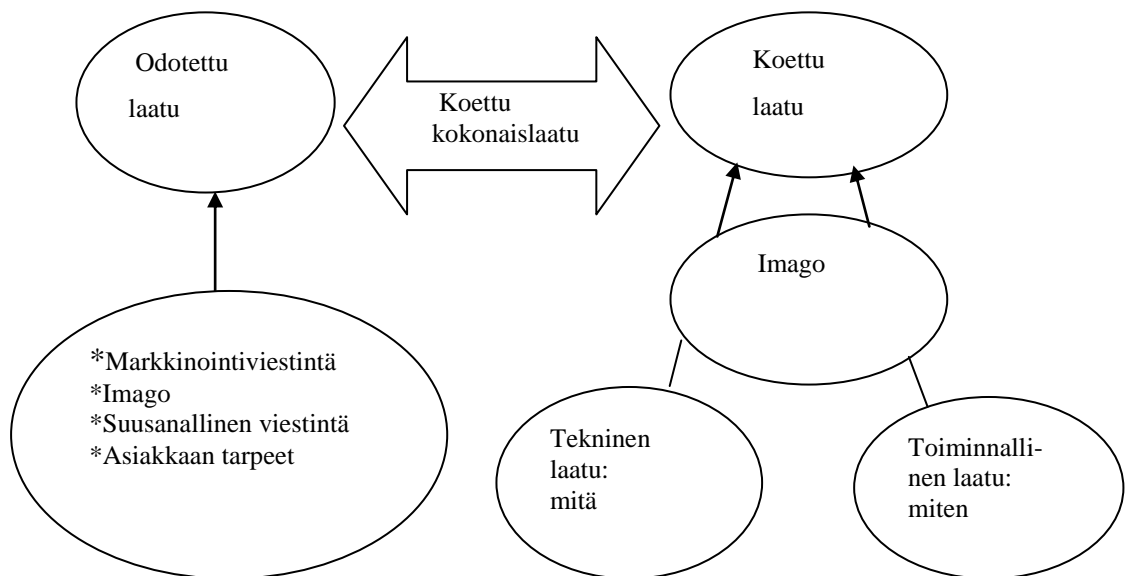 Odotettu
laatu
Koettu
kokonaislaatu
Koettu
laatu
Imago
*Markkinointiviestintä
*Imago
*Suusanallinen viestintä
*Asiakkaan tarpeet
Tekninen
laatu:
mitä
Toiminnalli-
nen laatu:
miten